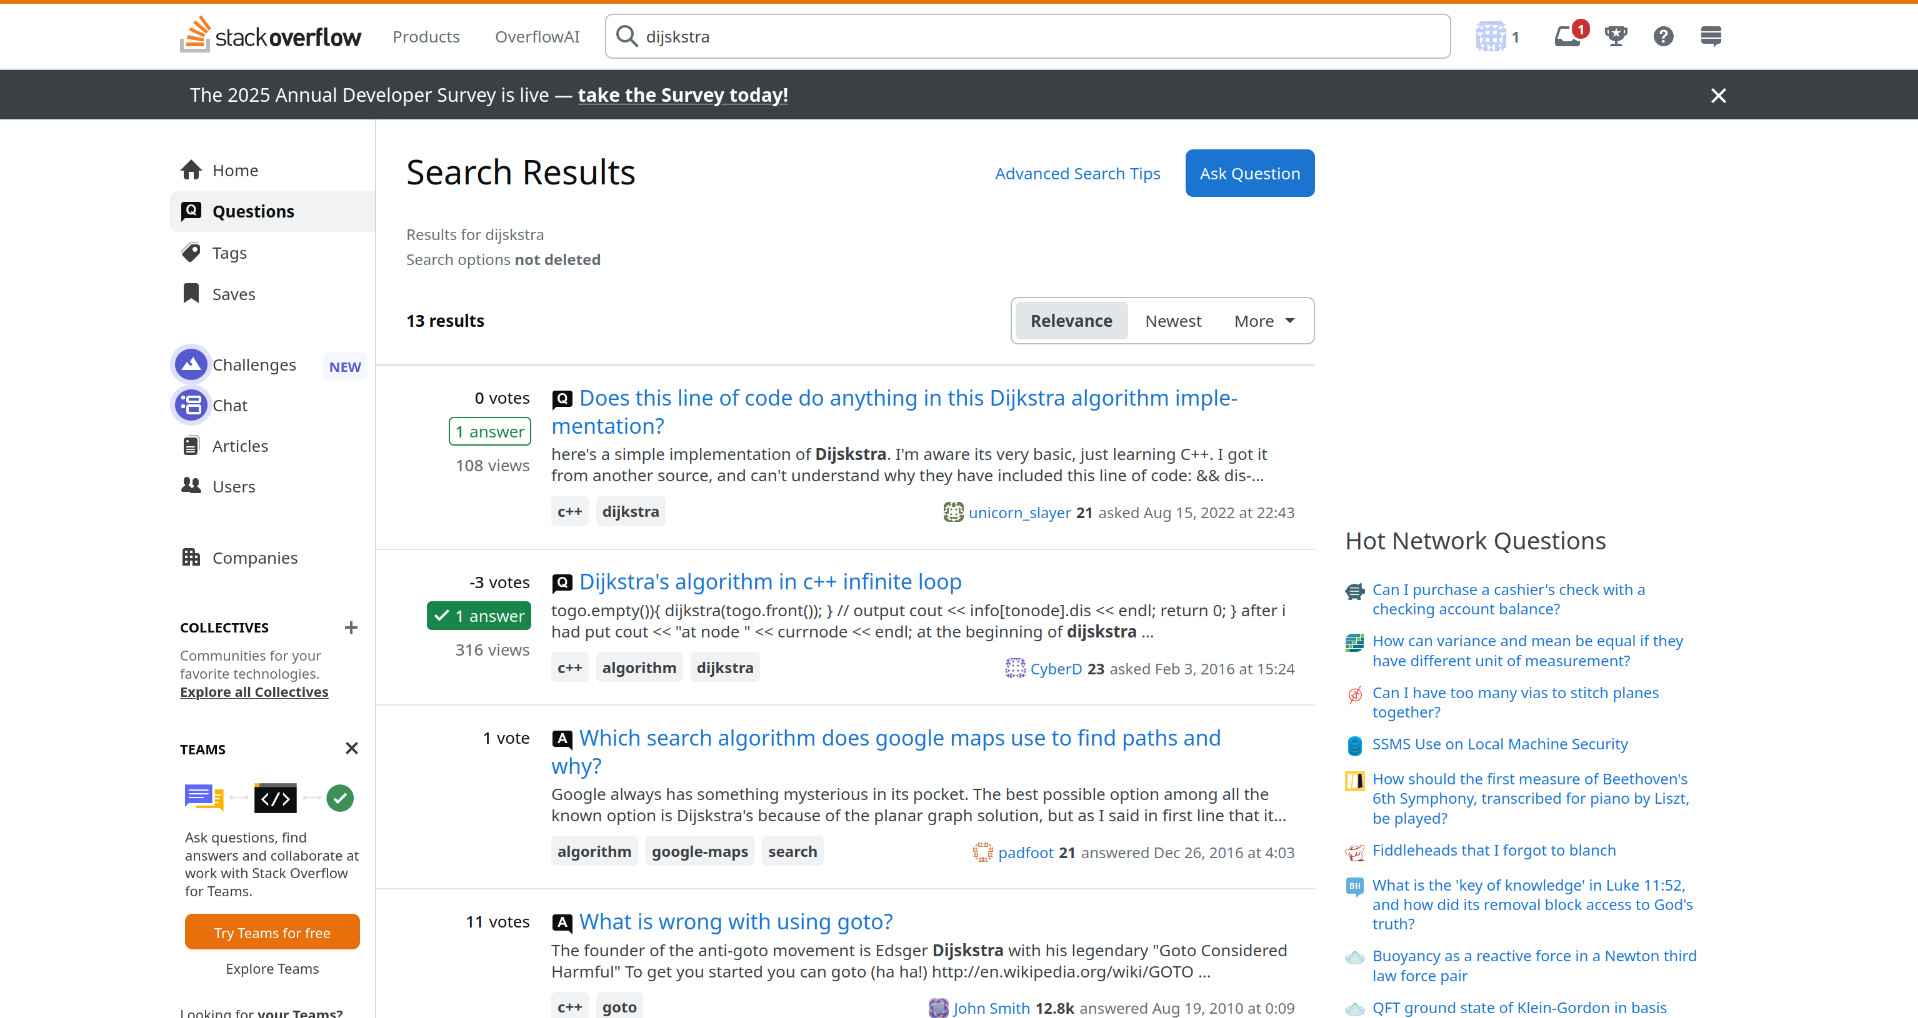 stackoverflow
Products
OverflowAI
dijskstra
1
1
The 2025 Annual Developer Survey is live — take the Survey today!
Home
Questions
Tags
Saves
Challenges NEW
Chat
Articles
Users
Companies
COLLECTIVES
Communities for your
favorite technologies.
Explore all Collectives
TEAMS
</>
Ask questions, find
answers and collaborate at
work with Stack Overflow
for Teams.
Try Teams for free
Explore Teams
Looking for your Teams?
Search Results
Advanced Search Tips
Ask Question
Results for dijskstra
Search options not deleted
13 results
Relevance Newest More
0 votes
1 answer
108 views
Q Does this line of code do anything in this Dijkstra algorithm imple-
mentation?
here's a simple implementation of Dijskstra. I'm aware its very basic, just learning C++. I got it
from another source, and can't understand why they have included this line of code: && dis-...
c++ dijkstra
unicorn_slayer 21 asked Aug 15, 2022 at 22:43
-3 votes
1 answer
316 views
Q Dijkstra's algorithm in c++ infinite loop
togo.empty()){ dijkstra(togo.front()); } // output cout << info[tonode].dis << endl; return 0; } after i
had put cout << "at node " << currnode << endl; at the beginning of dijskstra ...
c++ algorithm dijkstra
CyberD 23 asked Feb 3, 2016 at 15:24
1 vote
A Which search algorithm does google maps use to find paths and
why?
Google always has something mysterious in its pocket. The best possible option among all the
known option is Dijskstra's because of the planar graph solution, but as I said in first line that it...
algorithm google-maps search
padfoot 21 answered Dec 26, 2016 at 4:03
11 votes
A What is wrong with using goto?
The founder of the anti-goto movement is Edsger Dijskstra with his legendary "Goto Considered
Harmful" To get you started you can goto (ha ha!) http://en.wikipedia.org/wiki/GOTO ...
c++ goto
John Smith 12.8k answered Aug 19, 2010 at 0:09
Hot Network Questions
Can I purchase a cashier's check with a
checking account balance?
How can variance and mean be equal if they
have different unit of measurement?
Can I have too many vias to stitch planes
together?
SSMS Use on Local Machine Security
How should the first measure of Beethoven's
6th Symphony, transcribed for piano by Liszt,
be played?
Fiddleheads that I forgot to blanch
BH What is the 'key of knowledge' in Luke 11:52,
and how did its removal block access to God's
truth?
Buoyancy as a reactive force in a Newton third
law force pair
QFT ground state of Klein-Gordon in basis